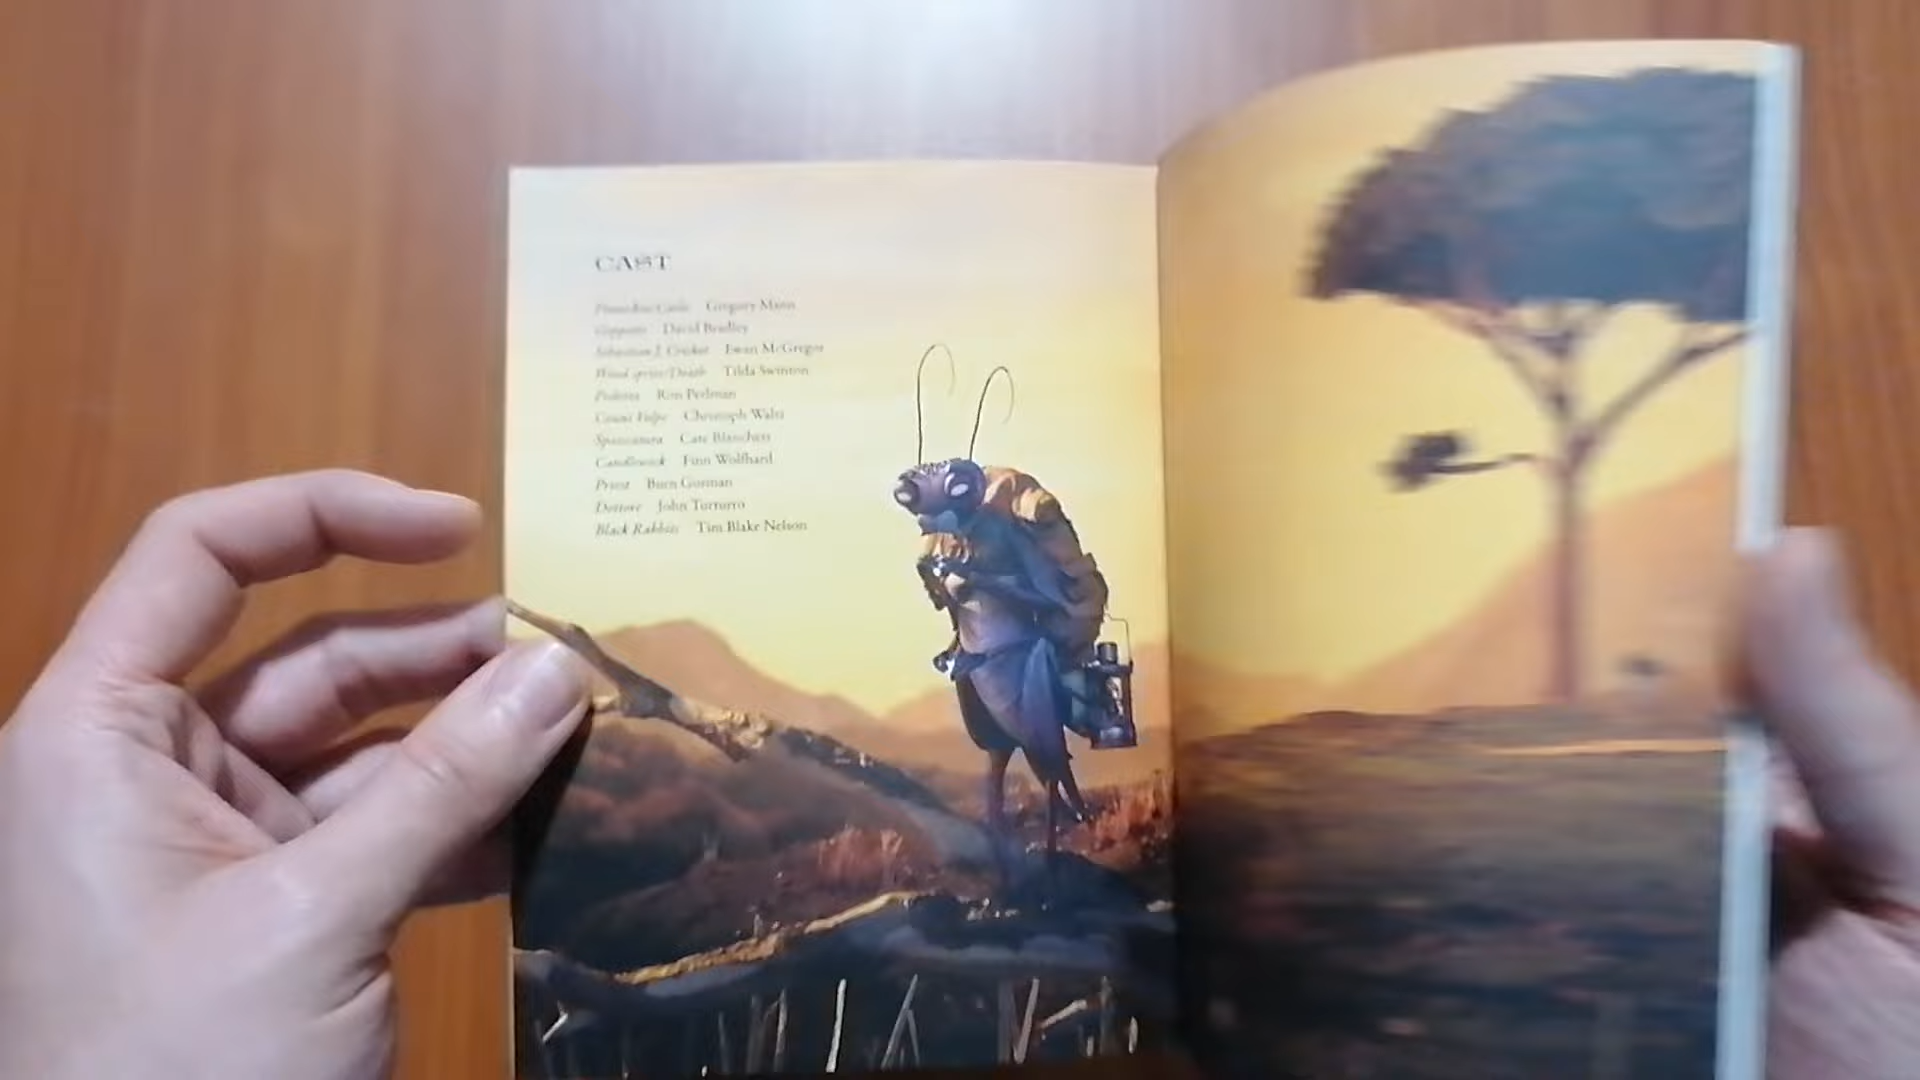 CAST
Pinocchio/Carlo Gregory Mann
Geppetto David Bradley
Sebastian J. Cricket Ewan McGregor
Wood sprite/Death Tilda Swinton
Podesta Ron Perlman
Count Volpe Christoph Waltz
Spazzatura Cate Blanchett
Candlewick Finn Wolfhard
Priest Burn Gorman
Dottore John Turturro
Black Rabbits Tim Blake Nelson